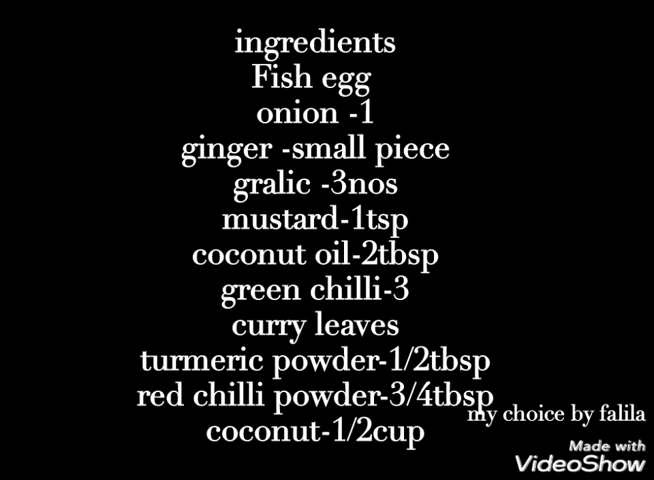 ingredients
Fish egg
onion -1
ginger -small piece
gralic -3nos
mustard-1tsp
coconut oil-2tbsp
green chilli-3
curry leaves
turmeric powder-1/2tbsp
red chilli powder-3/4tbsp
my choice by falila
coconut-1/2cup
Made with
VideoShow